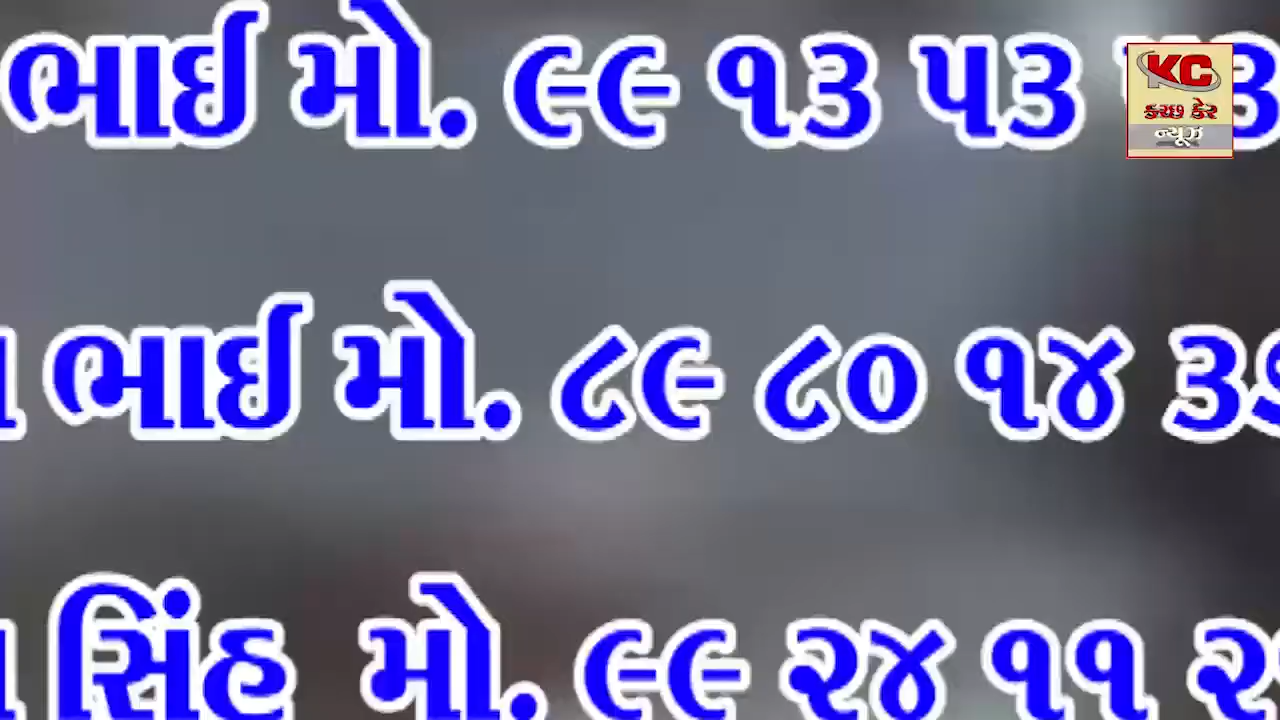 ભાઈ મો. ૯૯ ૧૩ ૫૩
KC
કચ્છ કેર
ન્યૂઝ
ભાઈ મો. ૮૯ ૮૦ ૧૪
સિંહ મો. ૯૯ ૨૪ ૧૧